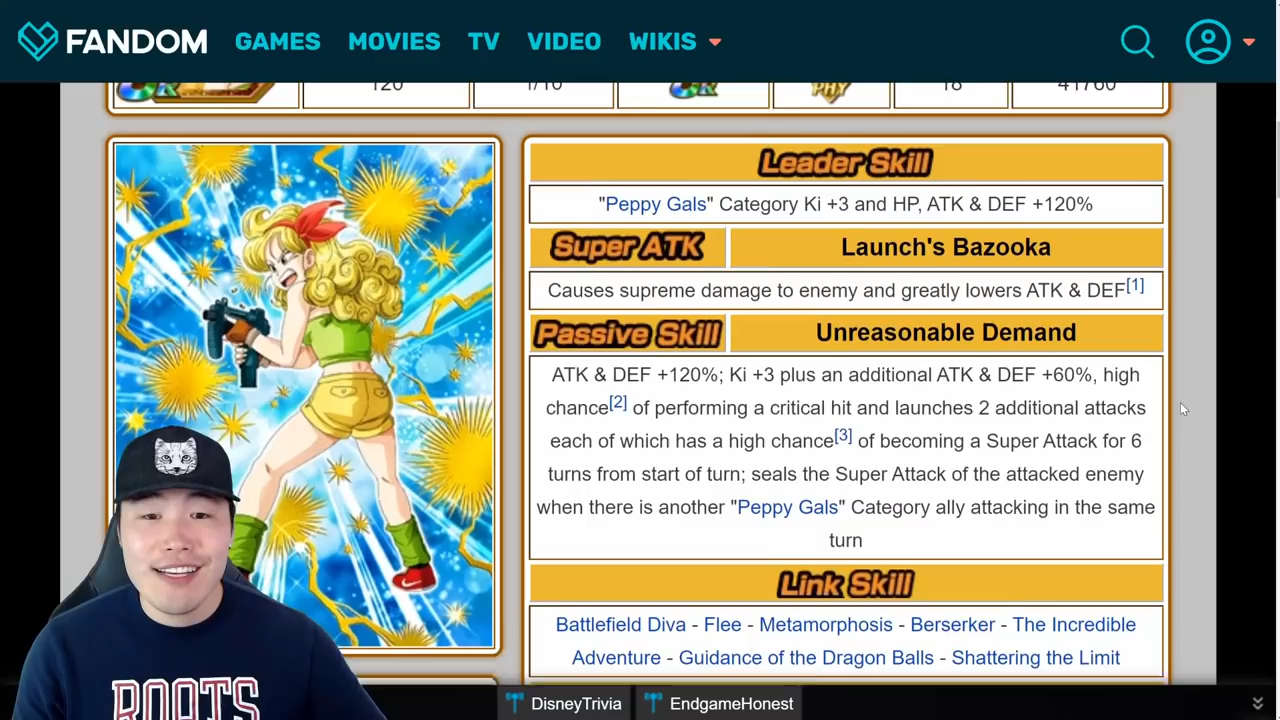 FANDOM GAMES MOVIES TV VIDEO WIKIS
120 1/10 PHY 18 41760
Leader Skill
"Peppy Gals" Category Ki +3 and HP, ATK & DEF +120%
Super ATK Launch's Bazooka
Causes supreme damage to enemy and greatly lowers ATK & DEF[1]
Passive Skill Unreasonable Demand
ATK & DEF +120%; Ki +3 plus an additional ATK & DEF +60%, high
chance[2] of performing a critical hit and launches 2 additional attacks
each of which has a high chance[3] of becoming a Super Attack for 6
turns from start of turn; seals the Super Attack of the attacked enemy
when there is another "Peppy Gals" Category ally attacking in the same
turn
Link Skill
Battlefield Diva - Flee - Metamorphosis - Berserker - The Incredible
Adventure - Guidance of the Dragon Balls - Shattering the Limit
ROOTS
DisneyTrivia EndgameHonest